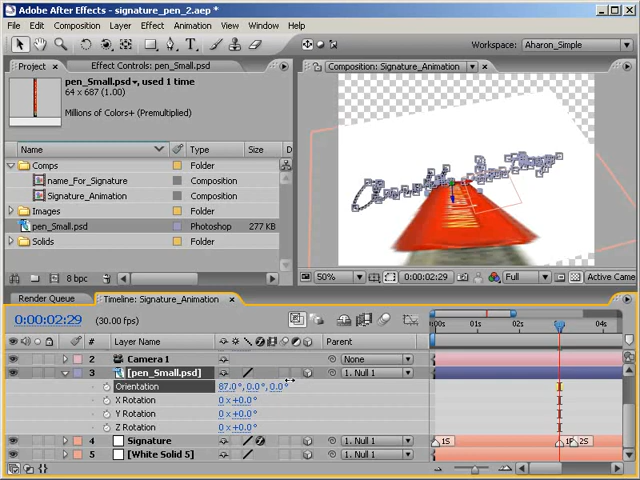 Adobe After Effects - signature_pen_2.aep *
File Edit Composition Layer Effect Animation View Window Help
Workspace: Aharon_Simple
Project × Effect Controls: pen_Small.psd
Composition: Signature_Animation
pen_Small.psd, used 1 time
64 x 687 (1.00)
Millions of Colors+ (Premultiplied)
Name Type Size D
Comps Folder
name_For_Signature Composition
Signature_Animation Composition
Images Folder
pen_Small.psd Photoshop 277 KB
Solids Folder
8 bpc
50% 0:00:02:29 Full Active Came
Render Queue Timeline: Signature_Animation ×
0:00:02:29 (30.00 fps)
# Layer Name Parent
:00s 01s 02s 04s
2 Camera 1 None
3 [pen_Small.psd] 1. Null 1
Orientation 87.0°, 0.0°, 0.0°
X Rotation 0 x+0.0°
Y Rotation 0 x+0.0°
Z Rotation 0 x+0.0°
4 Signature 1. Null 1 1S 2S
5 [White Solid 5] 1. Null 1